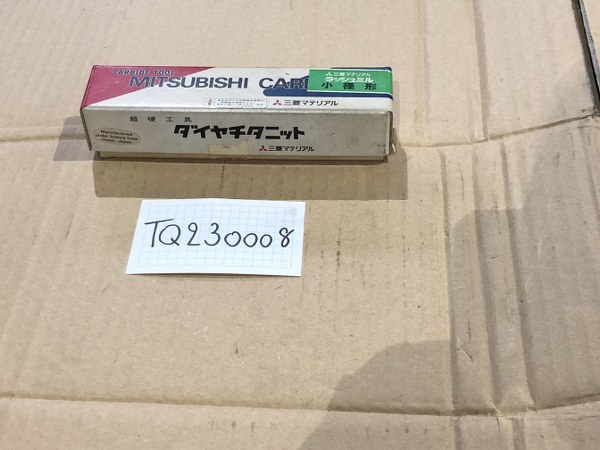 CARBIDE TOOL
MITSUBISHI CAR
三菱マテリアル
ラッシュミル
小径形
三菱マテリアル
超硬工具
ダイヤチタニット
Manufactured
三菱マテリアル
TQ230008